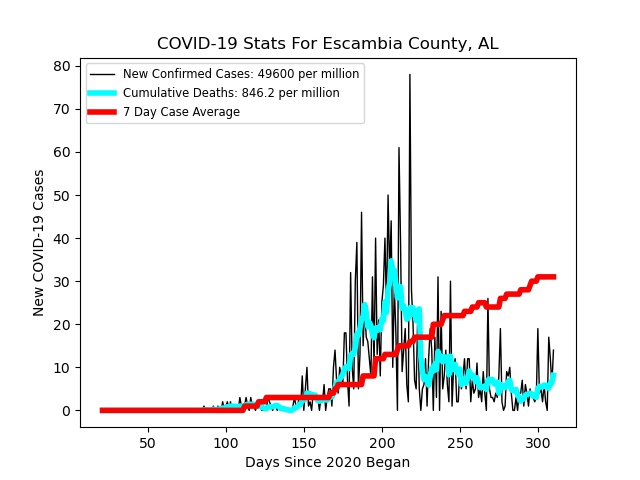 COVID-19 Stats For Escambia County, AL
New Confirmed Cases: 49600 per million
Cumulative Deaths: 846.2 per million
7 Day Case Average
New COVID-19 Cases
80
70
60
50
40
30
20
10
0
50 100 150 200 250 300
Days Since 2020 Began